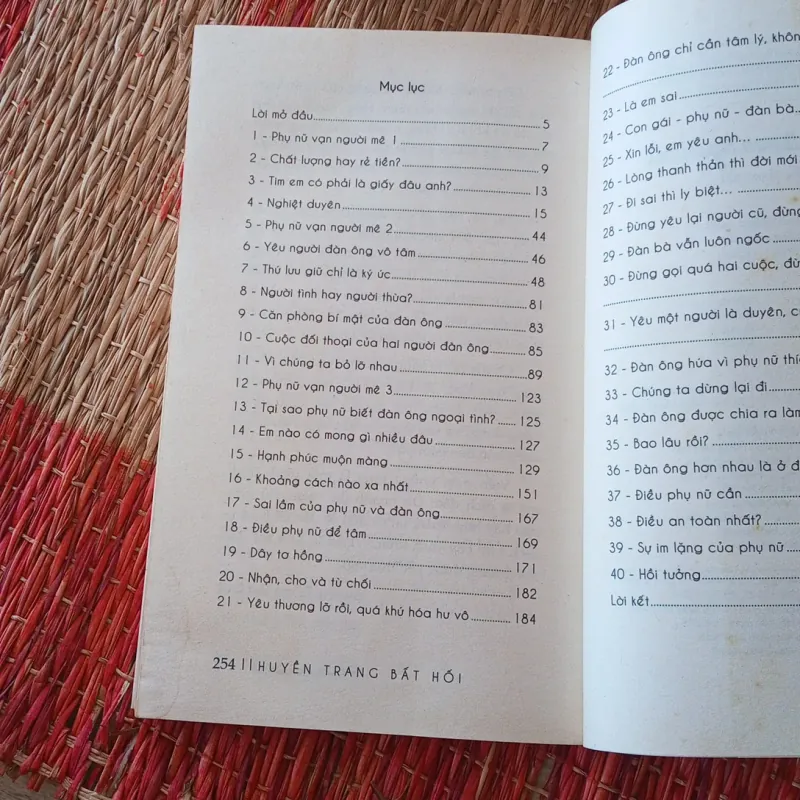 Mục lục
Lời mở đầu........................................5
1 - Phụ nữ vạn người mê 1........................................7
2 - Chất lượng hay rẻ tiền?........................................9
3 - Tim em có phải là giấy đâu anh?........................................13
4 - Nghiệt duyên........................................15
5 - Phụ nữ vạn người mê 2........................................44
6 - Yêu người đàn ông vô tâm........................................46
7 - Thứ lưu giữ chỉ là ký ức........................................48
8 - Người tình hay người thừa?........................................81
9 - Căn phòng bí mật của đàn ông........................................83
10 - Cuộc đối thoại của hai người đàn ông........................................85
11 - Vì chúng ta bỏ lỡ nhau........................................89
12 - Phụ nữ vạn người mê 3........................................123
13 - Tại sao phụ nữ biết đàn ông ngoại tình?........................................125
14 - Em nào có mong gì nhiều đâu........................................127
15 - Hạnh phúc muộn màng........................................129
16 - Khoảng cách nào xa nhất........................................151
17 - Sai lầm của phụ nữ và đàn ông........................................167
18 - Điều phụ nữ để tâm........................................169
19 - Dây tơ hồng........................................171
20 - Nhận, cho và từ chối........................................182
21 - Yêu thương lỡ rồi, quá khứ hóa hư vô........................................184
254 || HUYỀN TRANG BẤT HỐI
22 - Đàn ông chỉ cần tâm lý, khôn
23 - Là em sai........................................
24 - Con gái - phụ nữ - đàn bà...
25 - Xin lỗi, em yêu anh...
26 - Lòng thanh thản thì đời mới
27 - Đi sai thì ly biệt...
28 - Đừng yêu lại người cũ, đừng
29 - Đàn bà vẫn luôn ngốc........................................
30 - Đừng gọi quá hai cuộc, đừ
31 - Yêu một người là duyên, c
32 - Đàn ông hứa vì phụ nữ thí
33 - Chúng ta dừng lại đi........................................
34 - Đàn ông được chia ra làm
35 - Bao lâu rồi?........................................
36 - Đàn ông hơn nhau là ở đ
37 - Điều phụ nữ cần........................................
38 - Điều an toàn nhất?........................................
39 - Sự im lặng của phụ nữ........................................
40 - Hồi tưởng........................................
Lời kết........................................